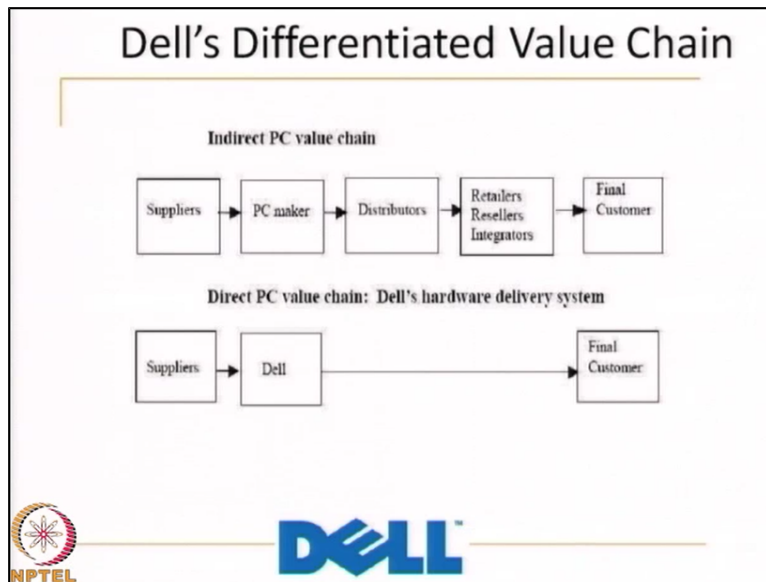 Dell's Differentiated Value Chain
Indirect PC value chain
Suppliers
PC maker
Distributors
Retailers
Resellers
Integrators
Final
Customer
Direct PC value chain: Dell's hardware delivery system
Suppliers
Dell
Final
Customer
NPTEL
DELL™